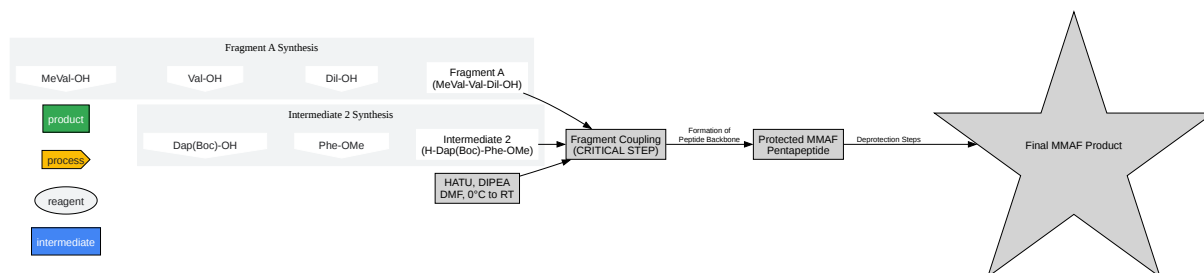 Fragment A Synthesis
MeVal-OH
Val-OH
Dil-OH
Fragment A
(MeVal-Val-Dil-OH)
Intermediate 2 Synthesis
Dap(Boc)-OH
Phe-OMe
Intermediate 2
(H-Dap(Boc)-Phe-OMe)
HATU, DIPEA
DMF, 0°C to RT
Fragment Coupling
(CRITICAL STEP)
Formation of
Peptide Backbone
Protected MMAF
Pentapeptide
Deprotection Steps
Final MMAF Product
product
process
reagent
intermediate